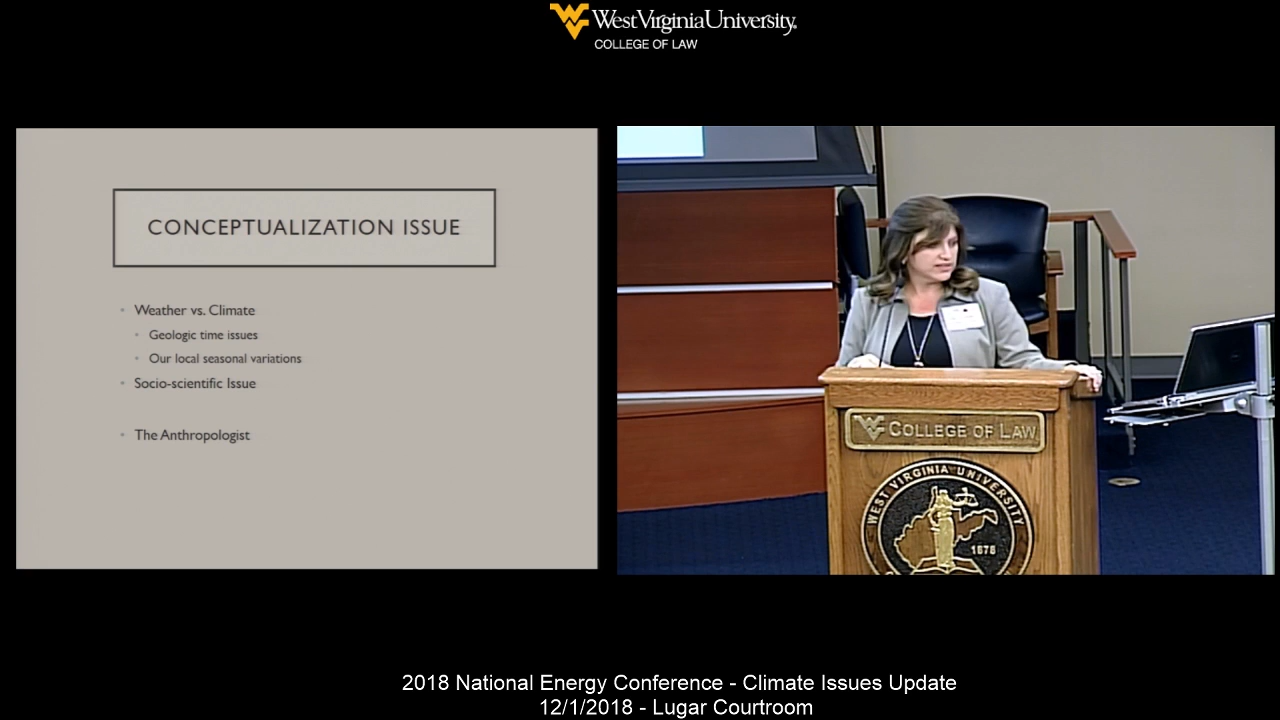 West Virginia University
COLLEGE OF LAW
CONCEPTUALIZATION ISSUE
Weather vs. Climate
Geologic time issues
Our local seasonal variations
Socio-scientific Issue
The Anthropologist
COLLEGE OF LAW
WEST VIRGINIA UNIVERSITY
1878
2018 National Energy Conference - Climate Issues Update
12/1/2018 - Lugar Courtroom